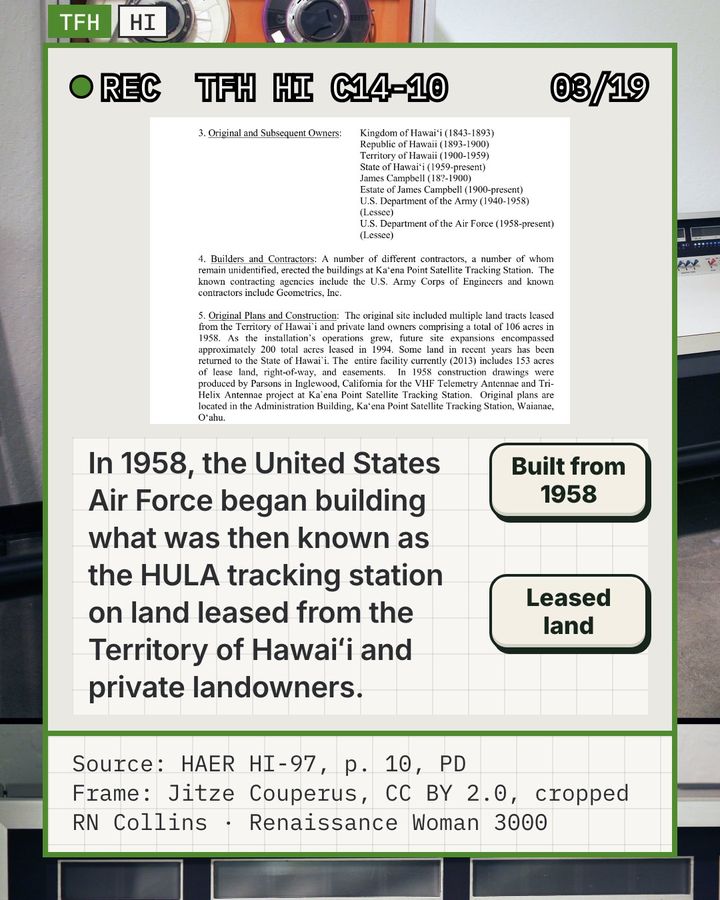 TFH HI
REC TFH HI C14-10 03/19
3. Original and Subsequent Owners: Kingdom of Hawaiʻi (1843-1893)
Republic of Hawaii (1893-1900)
Territory of Hawaii (1900-1959)
State of Hawaiʻi (1959-present)
James Campbell (18?-1900)
Estate of James Campbell (1900-present)
U.S. Department of the Army (1940-1958)
(Lessee)
U.S. Department of the Air Force (1958-present)
(Lessee)
4. Builders and Contractors: A number of different contractors, a number of whom
remain unidentified, erected the buildings at Kaʻena Point Satellite Tracking Station. The
known contracting agencies include the U.S. Army Corps of Engineers and known
contractors include Geometrics, Inc.
5. Original Plans and Construction: The original site included multiple land tracts leased
from the Territory of Hawai`i and private land owners comprising a total of 106 acres in
1958. As the installation's operations grew, future site expansions encompassed
approximately 200 total acres leased in 1994. Some land in recent years has been
returned to the State of Hawai`i. The entire facility currently (2013) includes 153 acres
of lease land, right-of-way, and easements. In 1958 construction drawings were
produced by Parsons in Inglewood, California for the VHF Telemetry Antennae and Tri-
Helix Antennae project at Ka`ena Point Satellite Tracking Station. Original plans are
located in the Administration Building, Kaʻena Point Satellite Tracking Station, Waianae,
Oʻahu.
In 1958, the United States
Air Force began building
what was then known as
the HULA tracking station
on land leased from the
Territory of Hawaiʻi and
private landowners.
Built from
1958
Leased
land
Source: HAER HI-97, p. 10, PD
Frame: Jitze Couperus, CC BY 2.0, cropped
RN Collins · Renaissance Woman 3000